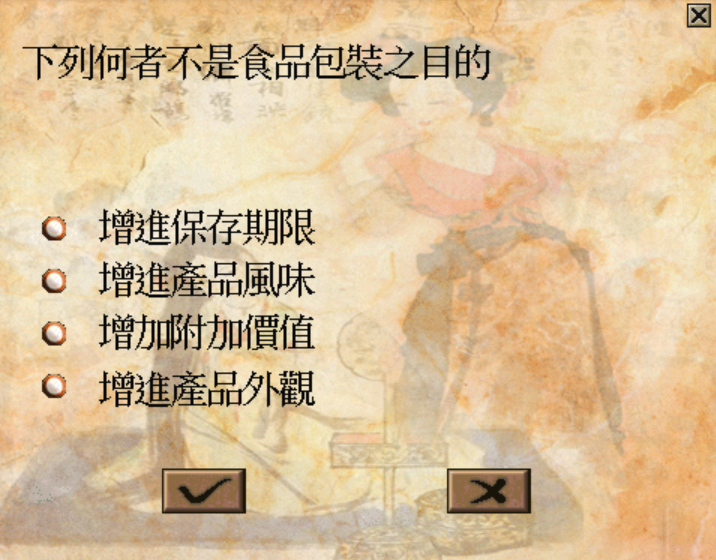 下列何者不是食品包裝之目的
增進保存期限
增進產品風味
增加附加價值
增進產品外觀